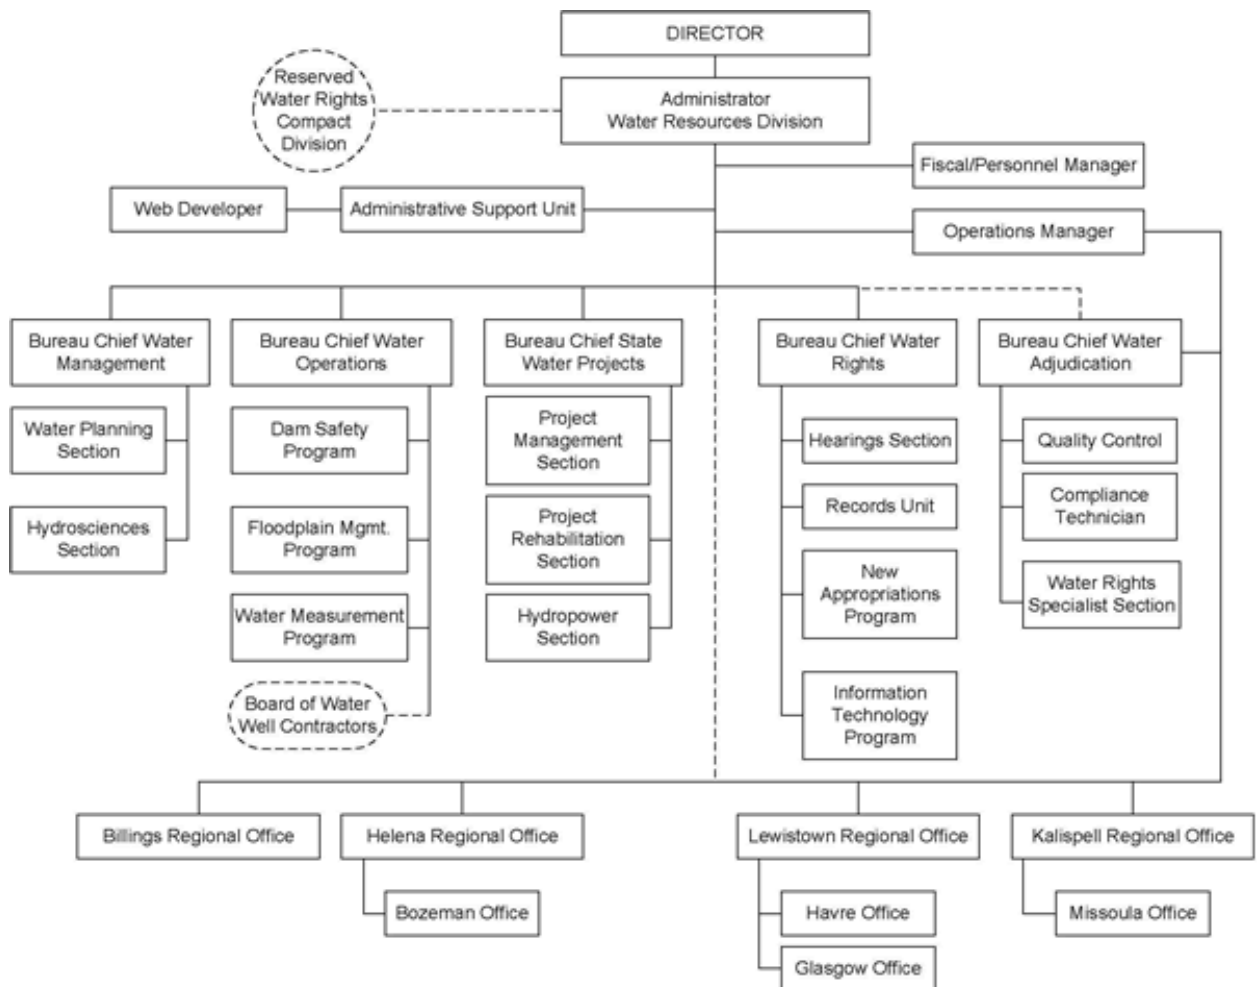 DIRECTOR
Reserved
Water Rights
Compact
Division
Administrator
Water Resources Division
Fiscal/Personnel Manager
Web Developer
Administrative Support Unit
Operations Manager
Bureau Chief Water
Management
Bureau Chief Water
Operations
Bureau Chief State
Water Projects
Bureau Chief Water
Rights
Bureau Chief Water
Adjudication
Water Planning
Section
Hydrosciences
Section
Dam Safety
Program
Floodplain Mgmt.
Program
Water Measurement
Program
Board of Water
Well Contractors
Project
Management
Section
Project
Rehabilitation
Section
Hydropower
Section
Hearings Section
Records Unit
New
Appropriations
Program
Information
Technology
Program
Quality Control
Compliance
Technician
Water Rights
Specialist Section
Billings Regional Office
Helena Regional Office
Lewistown Regional Office
Kalispell Regional Office
Bozeman Office
Havre Office
Glasgow Office
Missoula Office